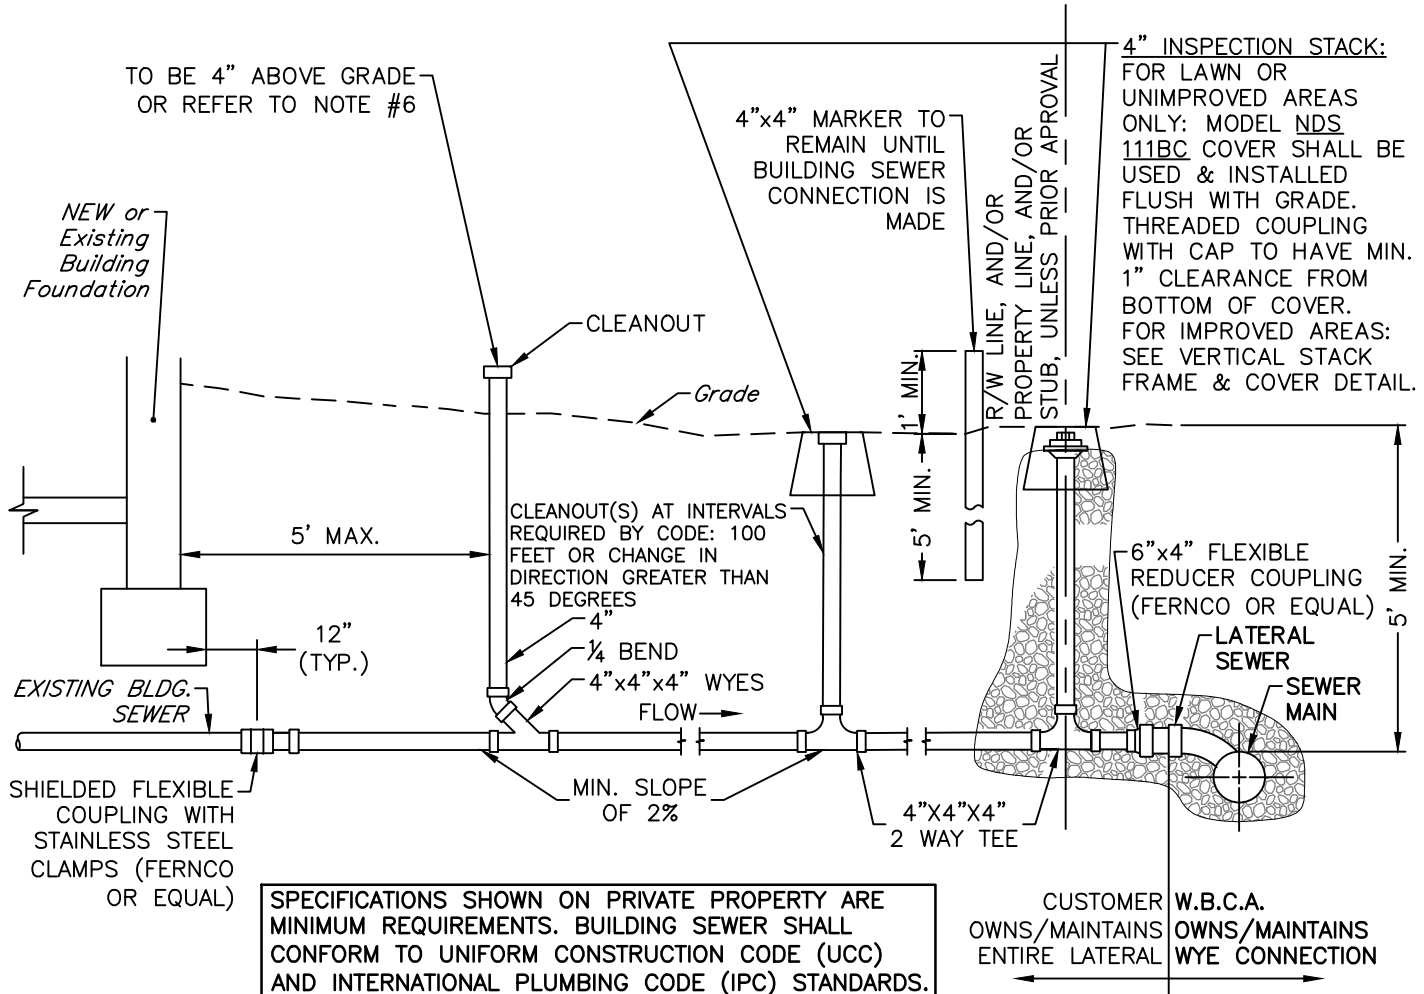 TO BE 4” ABOVE GRADE
OR REFER TO NOTE #6
4”x4” MARKER TO
REMAIN UNTIL
BUILDING SEWER
CONNECTION IS
MADE
R/W LINE, AND/OR
PROPERTY LINE, AND/OR
STUB, UNLESS PRIOR APROVAL
4” INSPECTION STACK:
FOR LAWN OR
UNIMPROVED AREAS
ONLY: MODEL NDS
111BC COVER SHALL BE
USED & INSTALLED
FLUSH WITH GRADE.
THREADED COUPLING
WITH CAP TO HAVE MIN.
1” CLEARANCE FROM
BOTTOM OF COVER.
FOR IMPROVED AREAS:
SEE VERTICAL STACK
FRAME & COVER DETAIL.
NEW or
Existing
Building
Foundation
CLEANOUT
Grade
1’ MIN.
5’ MIN.
5’ MAX.
CLEANOUT(S) AT INTERVALS
REQUIRED BY CODE: 100
FEET OR CHANGE IN
DIRECTION GREATER THAN
45 DEGREES
4”
¼ BEND
4”x4”x4” WYES
FLOW
12”
(TYP.)
EXISTING BLDG.
SEWER
6”x4” FLEXIBLE
REDUCER COUPLING
(FERNCO OR EQUAL)
LATERAL
SEWER
SEWER
MAIN
5’ MIN.
SHIELDED FLEXIBLE
COUPLING WITH
STAINLESS STEEL
CLAMPS (FERNCO
OR EQUAL)
MIN. SLOPE
OF 2%
4”X4”X4”
2 WAY TEE
SPECIFICATIONS SHOWN ON PRIVATE PROPERTY ARE
MINIMUM REQUIREMENTS. BUILDING SEWER SHALL
CONFORM TO UNIFORM CONSTRUCTION CODE (UCC)
AND INTERNATIONAL PLUMBING CODE (IPC) STANDARDS.
CUSTOMER
OWNS/MAINTAINS
ENTIRE LATERAL
W.B.C.A.
OWNS/MAINTAINS
WYE CONNECTION